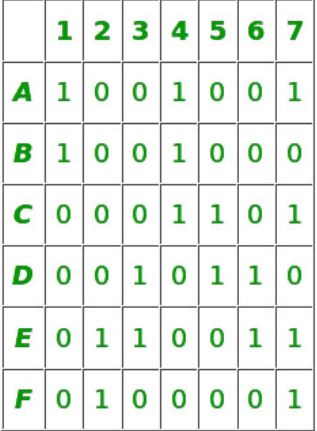 1 2 3 4 5 6 7
A 1 0 0 1 0 0 1
B 1 0 0 1 0 0 0
C 0 0 0 1 1 0 1
D 0 0 1 0 1 1 0
E 0 1 1 0 0 1 1
F 0 1 0 0 0 0 1